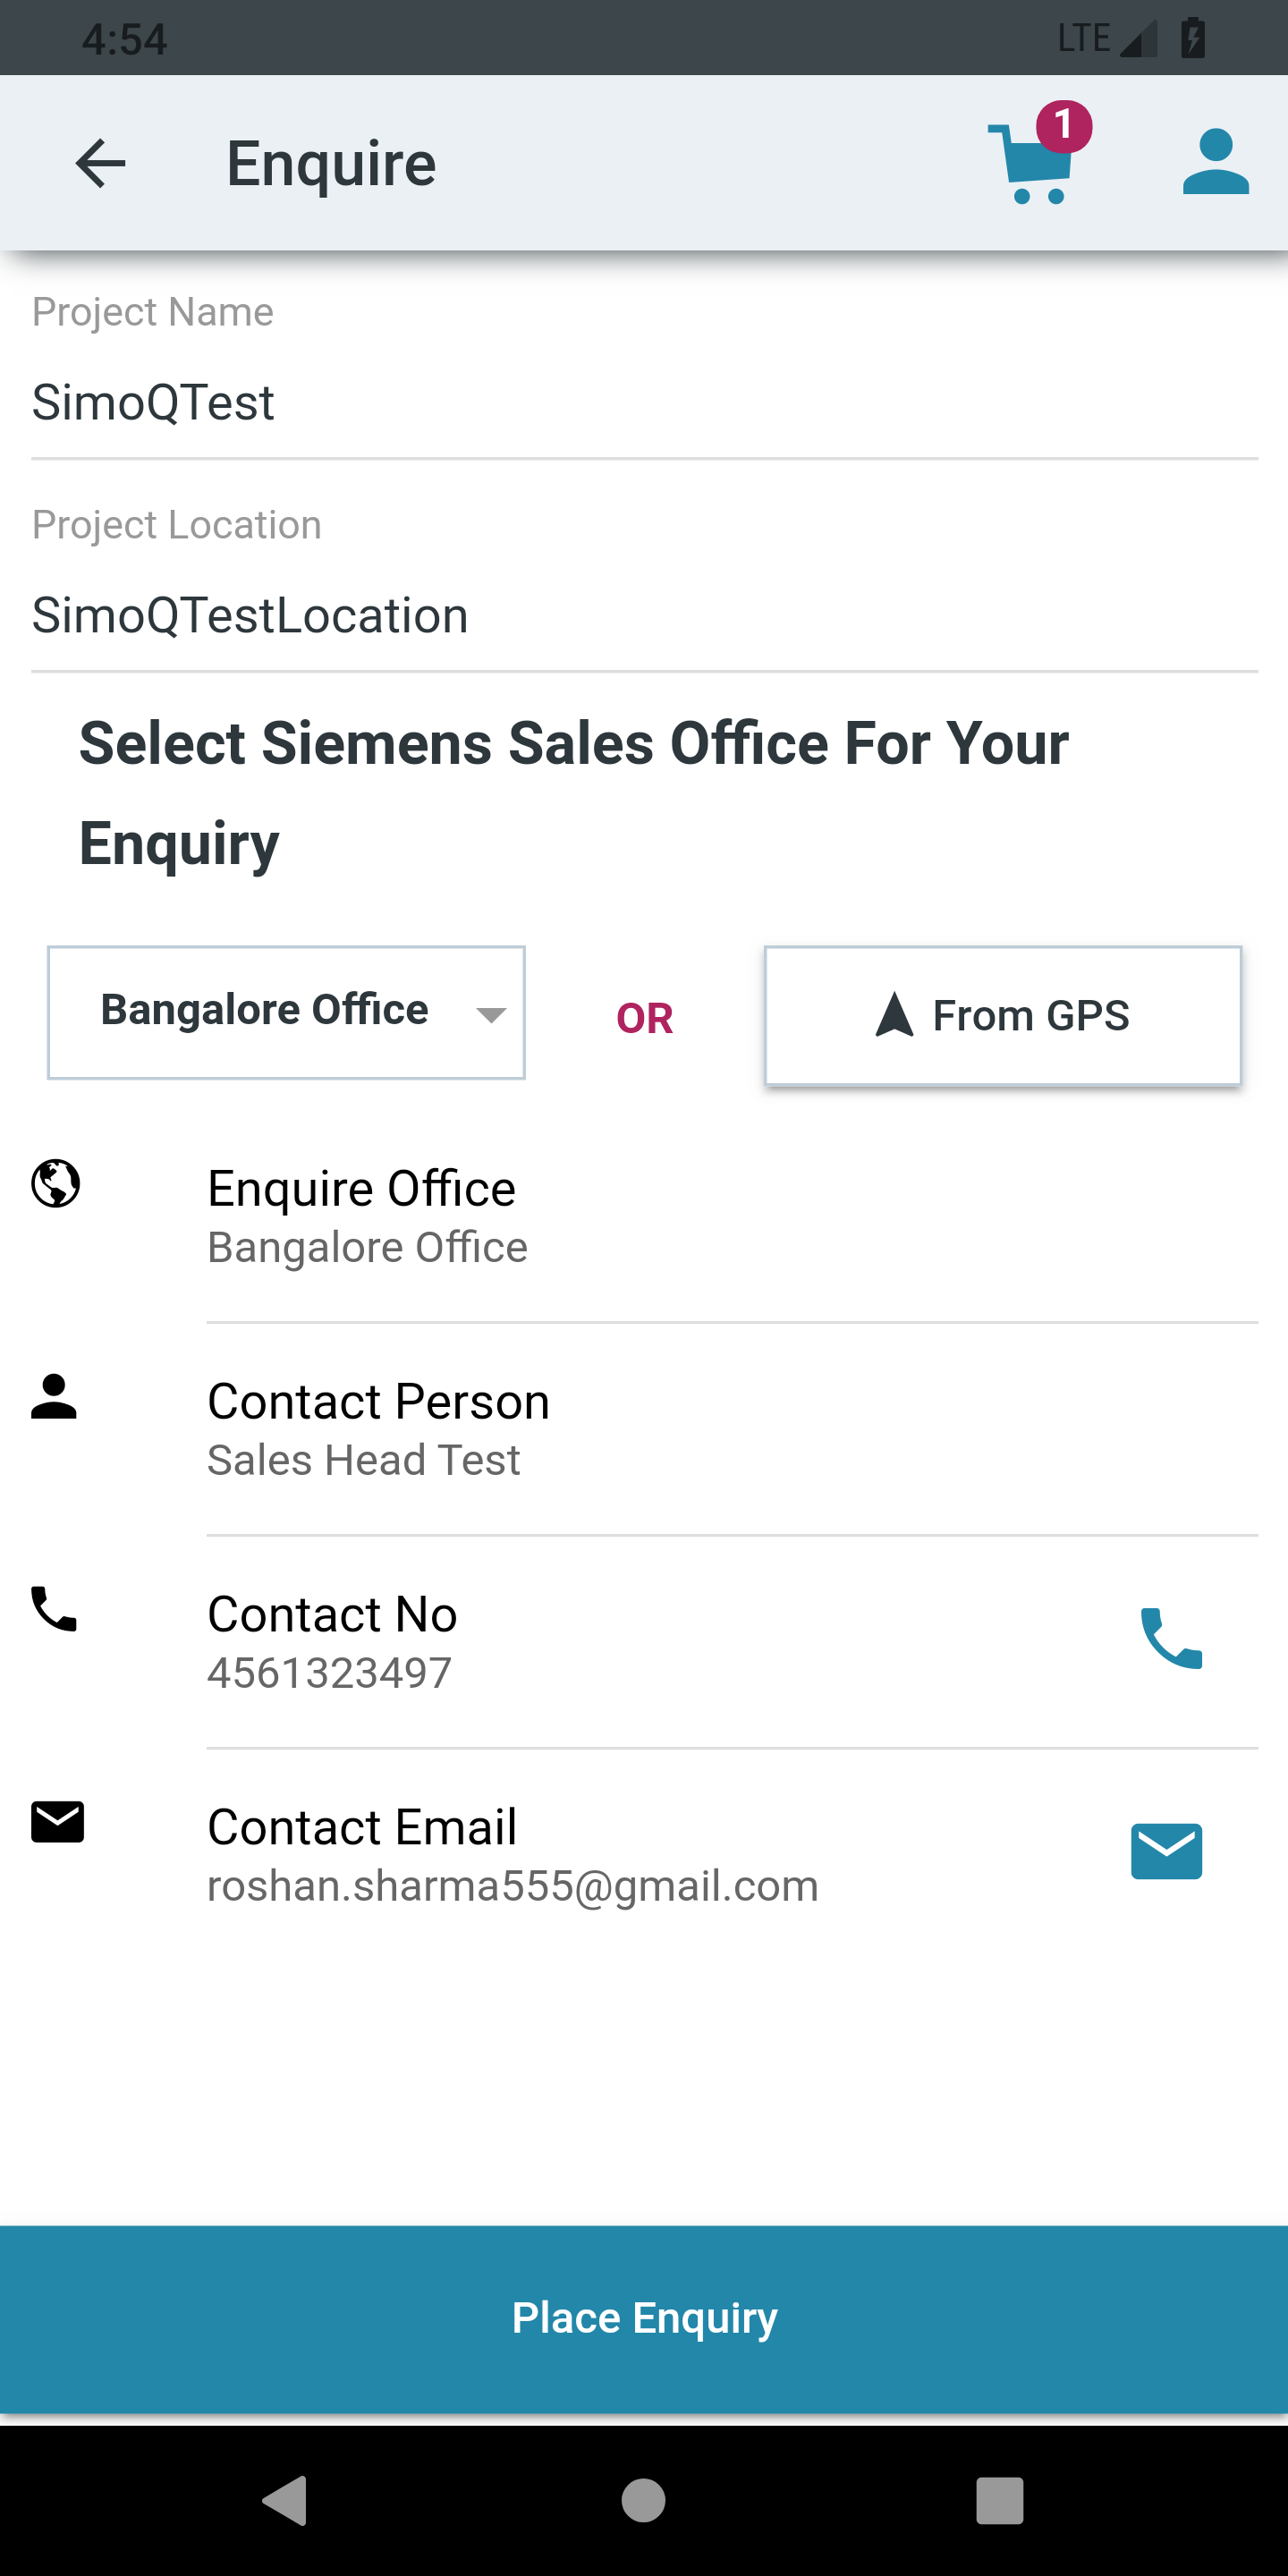 4:54
LTE
Enquire
1
Project Name
SimoQTest
Project Location
SimoQTestLocation
Select Siemens Sales Office For Your
Enquiry
Bangalore Office
OR
From GPS
Enquire Office
Bangalore Office
Contact Person
Sales Head Test
Contact No
4561323497
Contact Email
roshan.sharma555@gmail.com
Place Enquiry